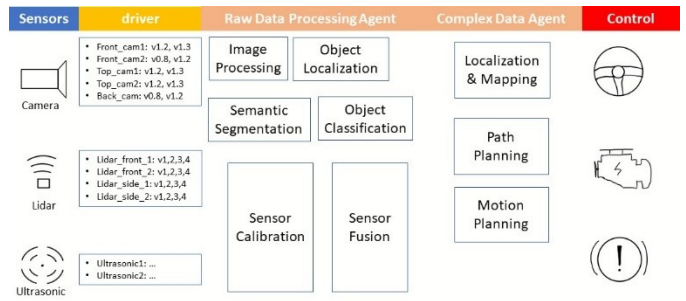 Sensors
driver
Raw Data Processing Agent
Complex Data Agent
Control
• Front_cam1: v1.2, v1.3
• Front_cam2: v0.8, v1.2
• Top_cam1: v1.2, v1.3
• Top_cam2: v1.2, v1.3
• Back_cam: v0.8, v1.2
Camera
Image
Processing
Object
Localization
Semantic
Segmentation
Object
Classification
Localization
& Mapping
Path
Planning
• Lidar_front_1: v1,2,3,4
• Lidar_front_2: v1,2,3,4
• Lidar_side_1: v1,2,3,4
• Lidar_side_2: v1,2,3,4
Lidar
Sensor
Calibration
Sensor
Fusion
Motion
Planning
• Ultrasonic1: ...
• Ultrasonic2: ...
Ultrasonic
!